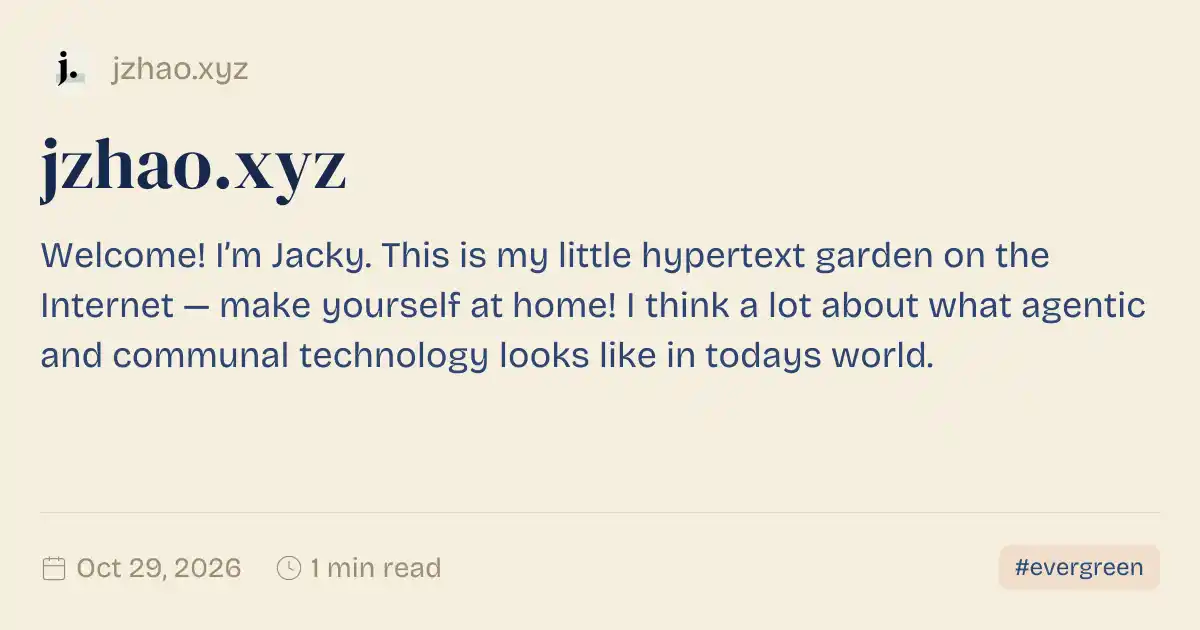 j. jzhao.xyz
jzhao.xyz
Welcome! I’m Jacky. This is my little hypertext garden on the
Internet — make yourself at home! I think a lot about what agentic
and communal technology looks like in todays world.
Oct 29, 2026 1 min read #evergreen